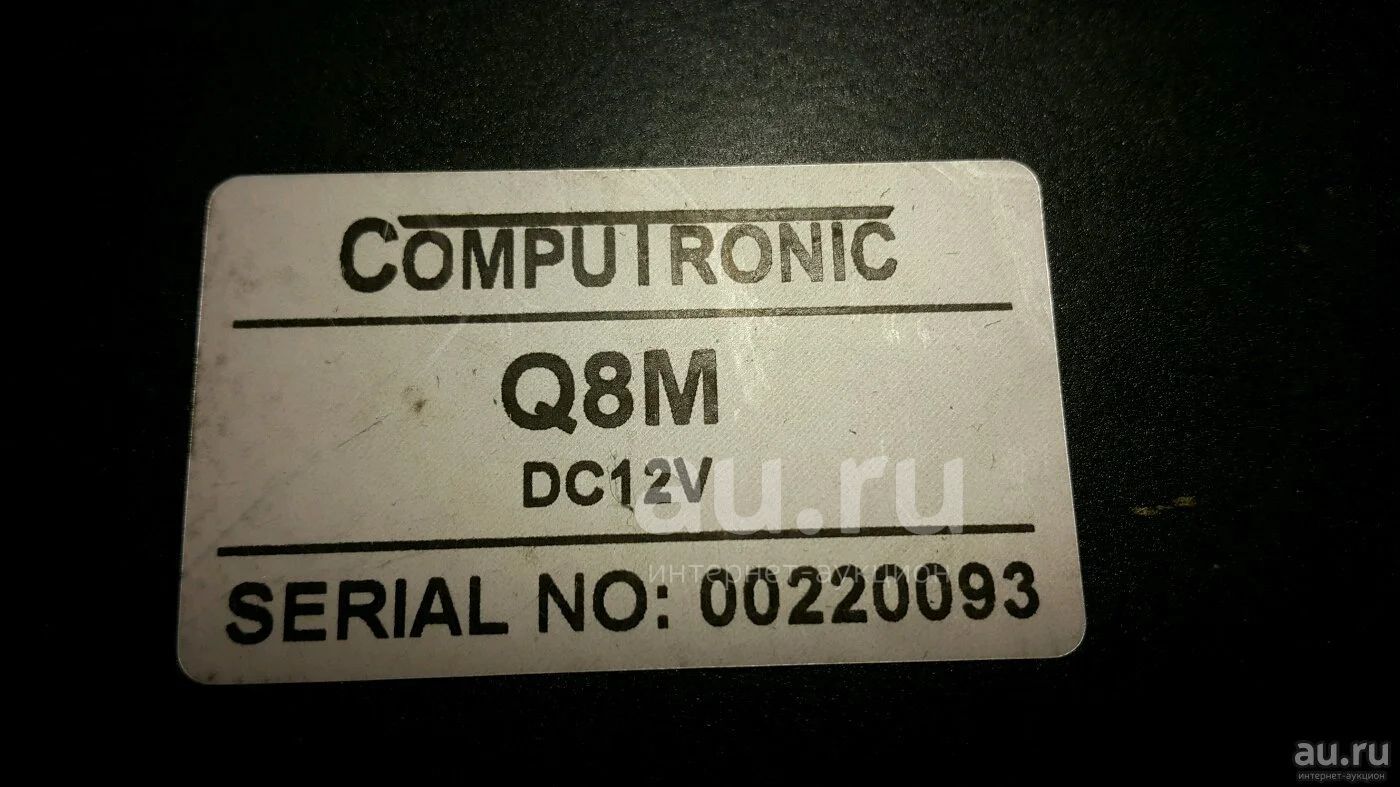 COMPUTRONIC
Q8M
DC12V
au.ru
интернет-аукцион
SERIAL NO: 00220093
au.ru
интернет-аукцион